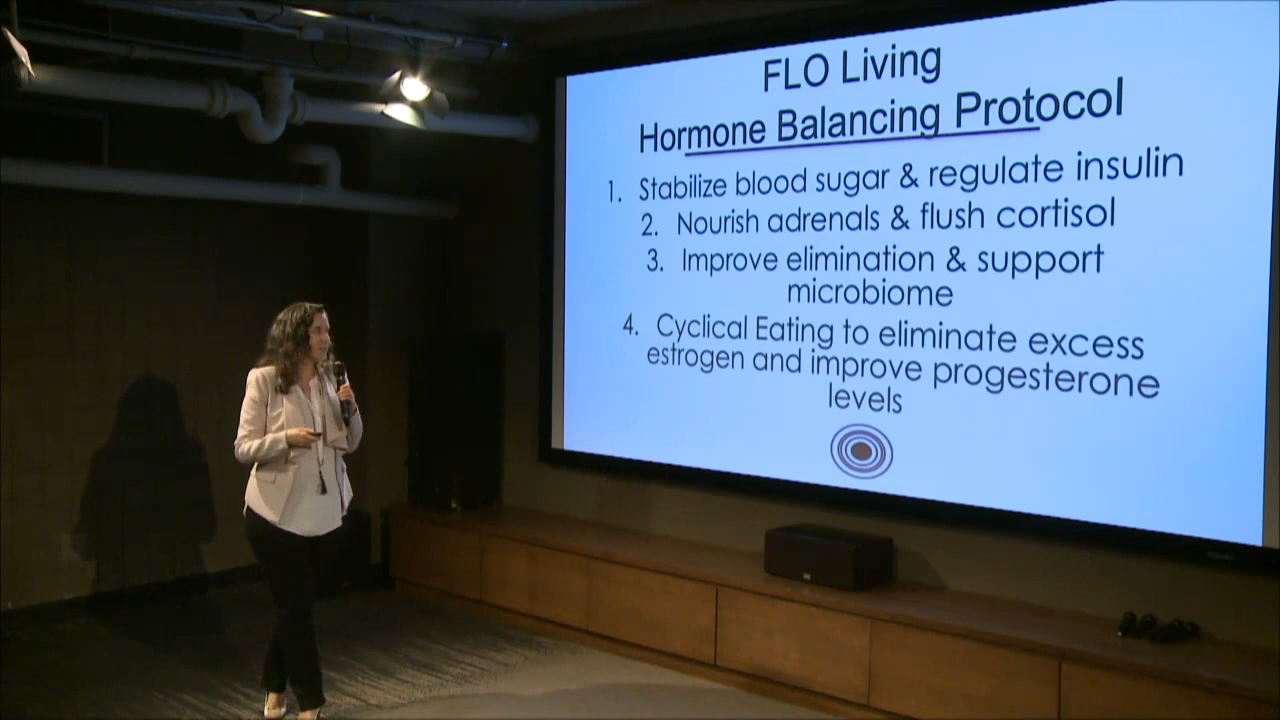 FLO Living
Hormone Balancing Protocol
1. Stabilize blood sugar & regulate insulin
2. Nourish adrenals & flush cortisol
3. Improve elimination & support
microbiome
4. Cyclical Eating to eliminate excess
estrogen and improve progesterone
levels